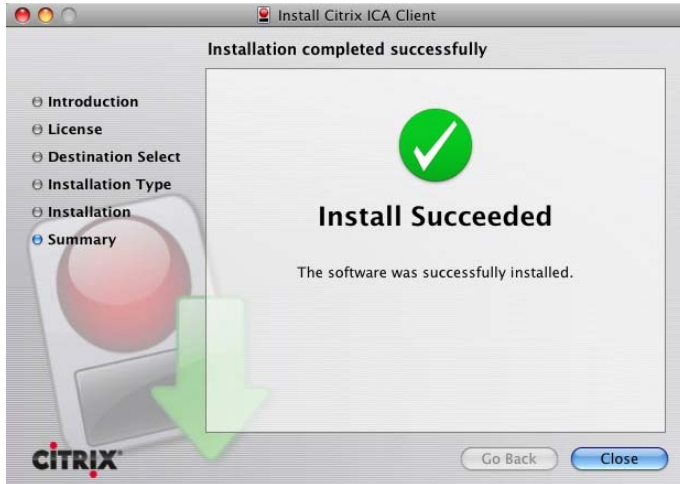 Install Citrix ICA Client
Installation completed successfully
Introduction
License
Destination Select
Installation Type
Installation
Summary
Install Succeeded
The software was successfully installed.
CITRIX
Go Back
Close